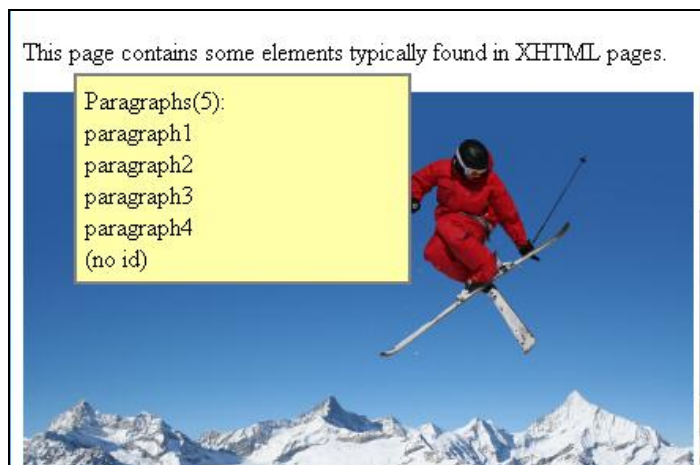 This page contains some elements typically found in XHTML pages.
Paragraphs(5):
paragraph1
paragraph2
paragraph3
paragraph4
(no id)